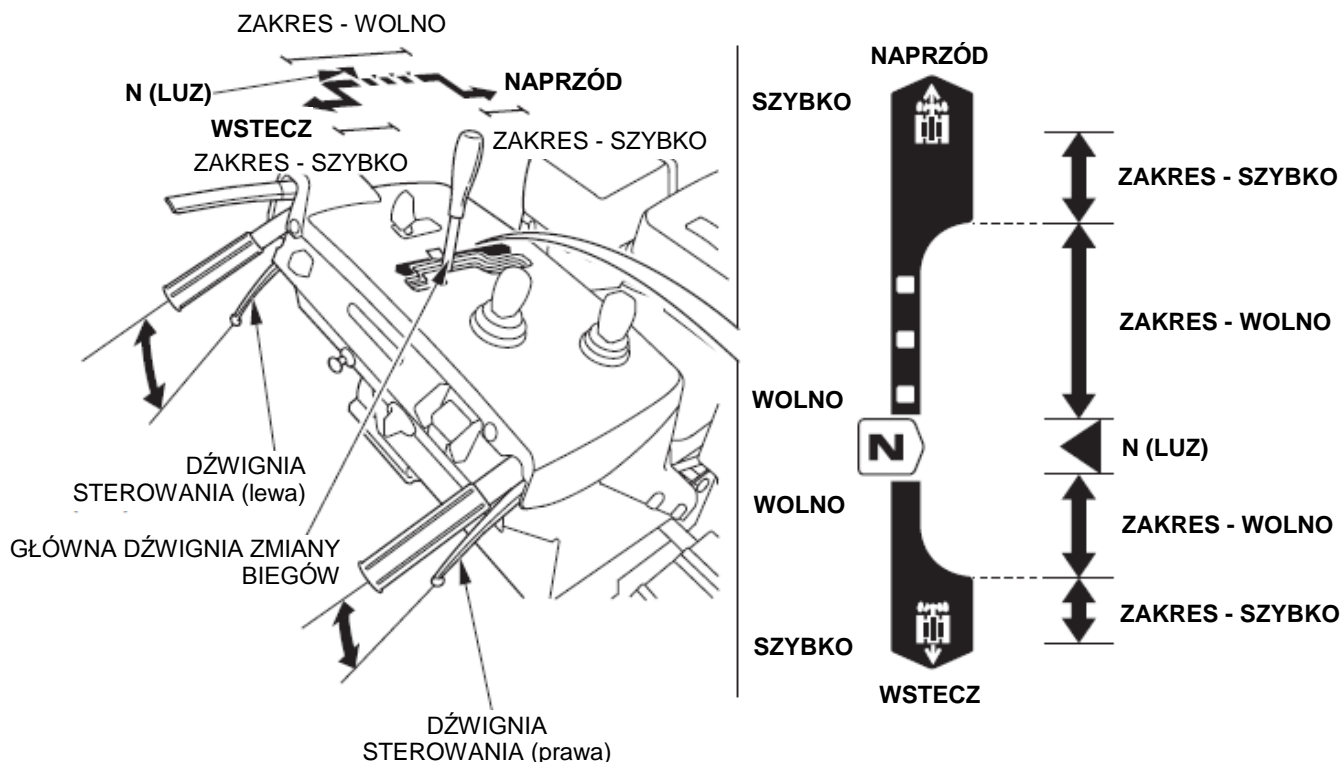 ZAKRES - WOLNO
N (LUZ)
NAPRZÓD
WSTECZ
ZAKRES - SZYBKO
ZAKRES - SZYBKO
DŹWIGNIA
STEROWANIA (lewa)
GŁÓWNA DŹWIGNIA ZMIANY
BIEGÓW
DŹWIGNIA
STEROWANIA (prawa)
NAPRZÓD
SZYBKO
ZAKRES - SZYBKO
ZAKRES - WOLNO
WOLNO
N
N (LUZ)
WOLNO
ZAKRES - WOLNO
ZAKRES - SZYBKO
SZYBKO
WSTECZ